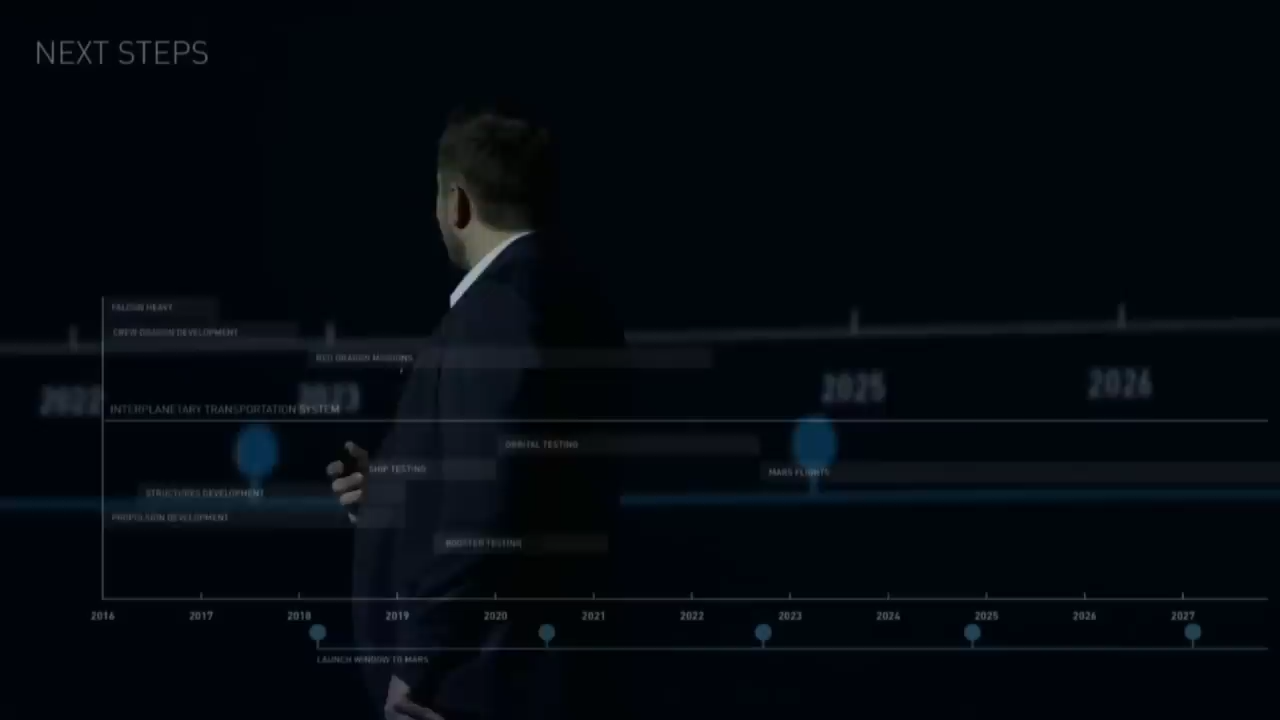 NEXT STEPS
FALCON HEAVY
CREW DRAGON DEVELOPMENT
RED DRAGON MISSIONS
2022 2023 2025 2026
INTERPLANETARY TRANSPORTATION SYSTEM
ORBITAL TESTING
SHIP TESTING
MARS FLIGHTS
STRUCTURES DEVELOPMENT
PROPULSION DEVELOPMENT
BOOSTER TESTING
2016 2017 2018 2019 2020 2021 2022 2023 2024 2025 2026 2027
LAUNCH WINDOW TO MARS